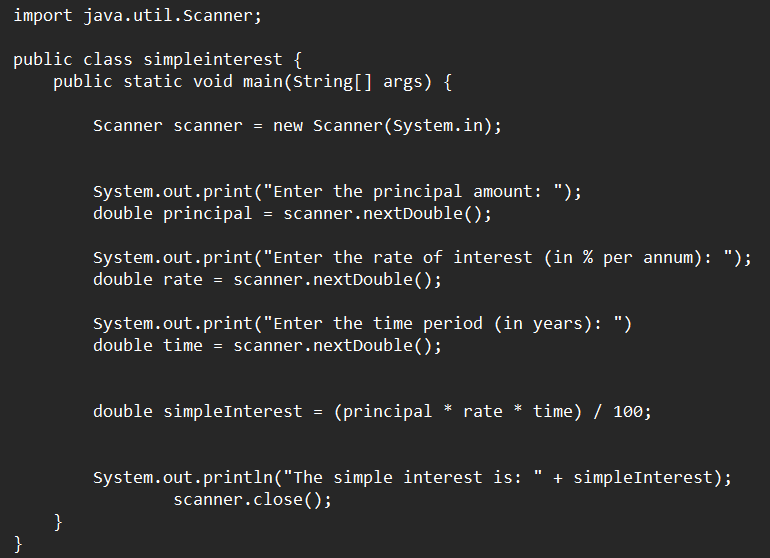 import java.util.Scanner;
public class simpleinterest {
public static void main(String[] args) {
Scanner scanner = new Scanner(System.in);
System.out.print("Enter the principal amount: ");
double principal = scanner.nextDouble();
System.out.print("Enter the rate of interest (in % per annum): ");
double rate = scanner.nextDouble();
System.out.print("Enter the time period (in years): ")
double time = scanner.nextDouble();
double simpleInterest = (principal * rate * time) / 100;
System.out.println("The simple interest is: " + simpleInterest);
scanner.close();
}
}